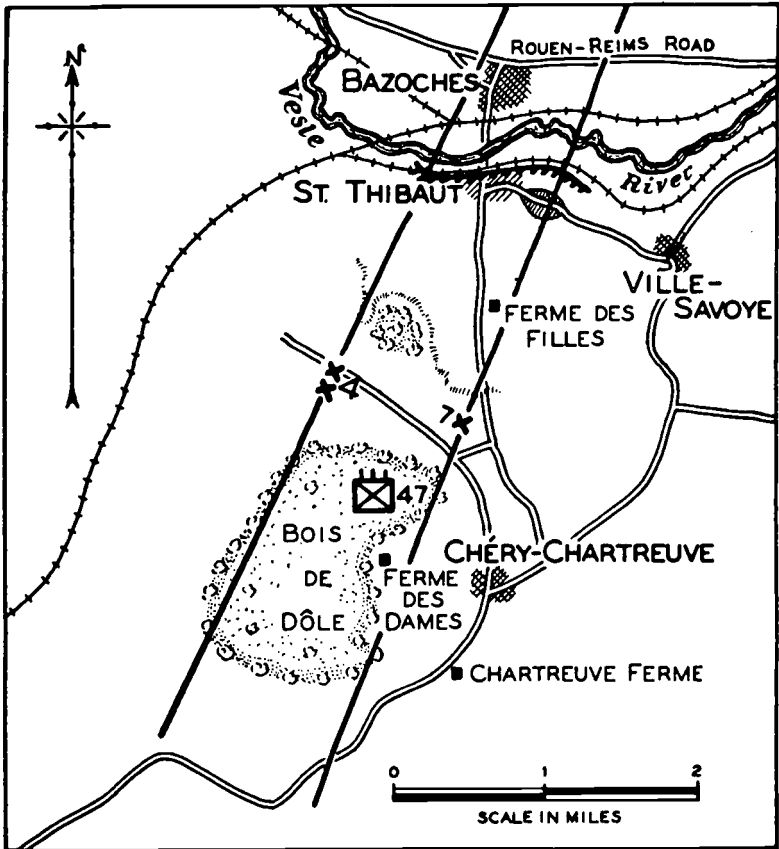 N
ROUEN-REIMS ROAD
BAZOCHES
Vesle
River
ST. THIBAUT
VILLE-
SAVOYE
FERME DES
FILLES
4
7
47
BOIS
DE
DÔLE
CHÉRY-CHARTREUVE
FERME
DES
DAMES
CHARTREUVE FERME
0 1 2
SCALE IN MILES